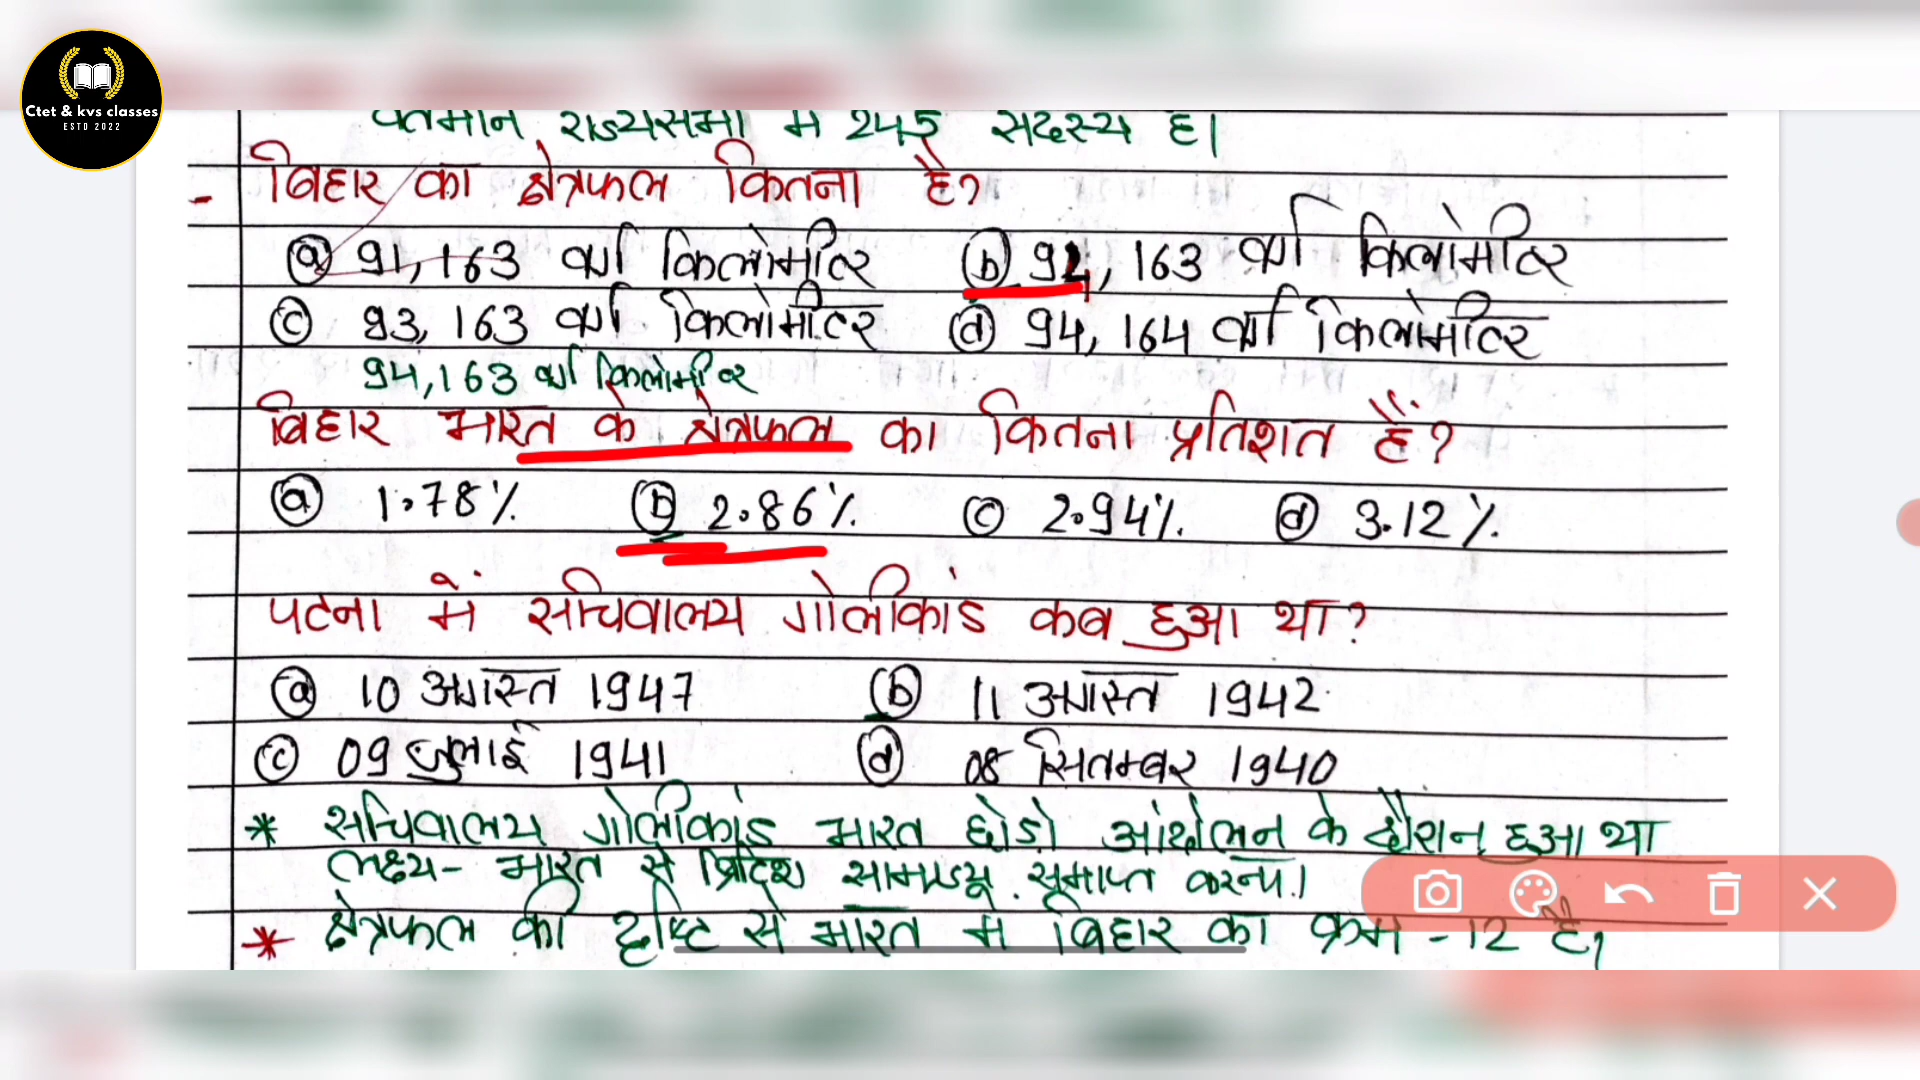 Ctet & kvs classes
ESTD 2022
वर्तमान राज्यसभा में 245 सदस्य है।
- बिहार का क्षेत्रफल कितना है?
(a) 91,163 वर्ग किलोमीटर (b) 94,163 वर्ग किलोमीटर
(c) 93,163 वर्ग किलोमीटर (d) 94,164 वर्ग किलोमीटर
94,163 वर्ग किलोमीटर
बिहार भारत के क्षेत्रफल का कितना प्रतिशत हैं?
(a) 1.78% (b) 2.86% (c) 2.94% (d) 3.12%
पटना में सचिवालय गोलीकांड कब हुआ था?
(a) 10 अगस्त 1947 (b) 11 अगस्त 1942
(c) 09 जुलाई 1941 (d) 08 सितम्बर 1940
* सचिवालय गोलीकांड भारत छोड़ो आंदोलन के दौरान हुआ था
लक्ष्य- भारत से ब्रिटिश साम्राज्य समाप्त करना।
* क्षेत्रफल की दृष्टि से भारत में बिहार का क्रम -12 है।